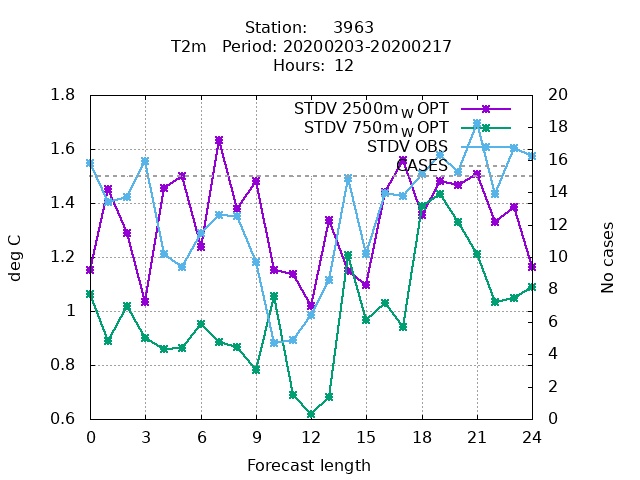 Station: 3963
T2m Period: 20200203-20200217
Hours: 12
1.8
1.6
1.4
1.2
1
0.8
0.6
20
18
16
14
12
10
8
6
4
2
0
STDV 2500m_W OPT
STDV 750m_W OPT
STDV OBS
CASES
deg C
No cases
0 3 6 9 12 15 18 21 24
Forecast length